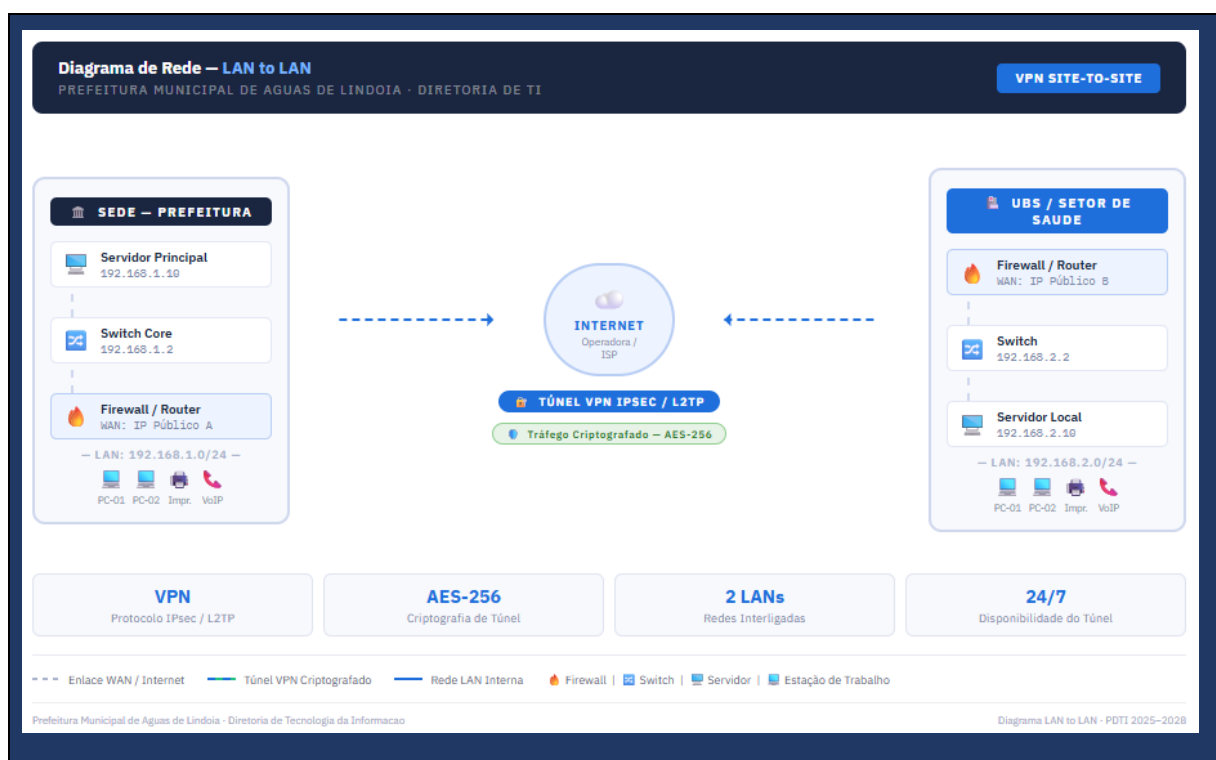 Diagrama de Rede — LAN to LAN
PREFEITURA MUNICIPAL DE AGUAS DE LINDOIA · DIRETORIA DE TI
VPN SITE-TO-SITE
SEDE — PREFEITURA
Servidor Principal
192.168.1.10
Switch Core
192.168.1.2
Firewall / Router
WAN: IP Público A
— LAN: 192.168.1.0/24 —
PC-01 PC-02 Impr. VoIP
INTERNET
Operadora /
ISP
TÚNEL VPN IPSEC / L2TP
Tráfego Criptografado — AES-256
UBS / SETOR DE
SAUDE
Firewall / Router
WAN: IP Público B
Switch
192.168.2.2
Servidor Local
192.168.2.10
— LAN: 192.168.2.0/24 —
PC-01 PC-02 Impr. VoIP
VPN
Protocolo IPsec / L2TP
AES-256
Criptografia de Túnel
2 LANs
Redes Interligadas
24/7
Disponibilidade do Túnel
Enlace WAN / Internet Túnel VPN Criptografado Rede LAN Interna Firewall | Switch | Servidor | Estação de Trabalho
Prefeitura Municipal de Aguas de Lindoia - Diretoria de Tecnologia da Informacao
Diagrama LAN to LAN · PDTI 2025–2028